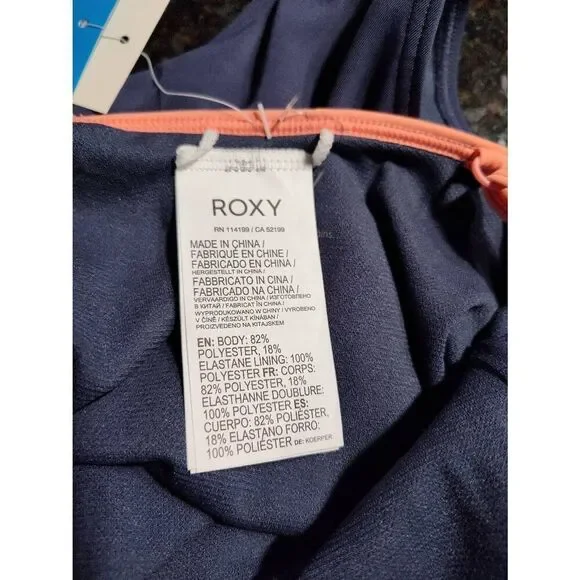 ROXY
RN 114199 / CA 52199
MADE IN CHINA /
FABRIQUÉ EN CHINE /
FABRICADO EN CHINA /
HERGESTELLT IN CHINA /
FABBRICATO IN CINA /
FABRICADO NA CHINA /
VERVAARDIGD IN CHINA / ИЗГОТОВЛЕНО
В КИТАЙ / FABRICAT ÎN CHINA /
WYPRODUKOWANO W CHINY / VYROBENO
V ČÍNĚ / KÉSZÜLT KÍNÁBAN /
PROIZVEDENO NA KITAJSKEM
EN: BODY: 82%
POLYESTER, 18%
ELASTANE LINING: 100%
POLYESTER FR: CORPS:
82% POLYESTER, 18%
ELASTHANNE DOUBLURE:
100% POLYESTER ES:
CUERPO: 82% POLIÉSTER,
18% ELASTANO FORRO:
100% POLIÉSTER DE: KOERPER